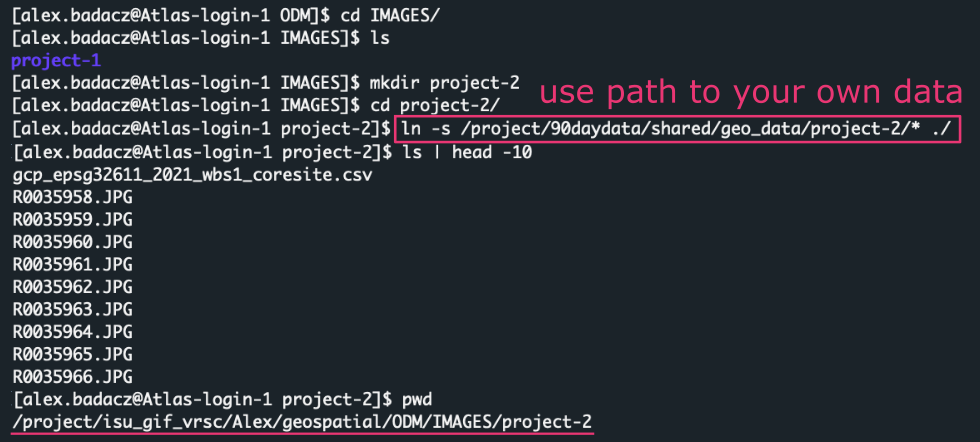 [alex.badacz@Atlas-login-1 ODM]$ cd IMAGES/
[alex.badacz@Atlas-login-1 IMAGES]$ ls
project-1
[alex.badacz@Atlas-login-1 IMAGES]$ mkdir project-2
[alex.badacz@Atlas-login-1 IMAGES]$ cd project-2/
use path to your own data
[alex.badacz@Atlas-login-1 project-2]$ ln -s /project/90daydata/shared/geo_data/project-2/* ./
[alex.badacz@Atlas-login-1 project-2]$ ls | head -10
gcp_epsg32611_2021_wbs1_coresite.csv
R0035958.JPG
R0035959.JPG
R0035960.JPG
R0035961.JPG
R0035962.JPG
R0035963.JPG
R0035964.JPG
R0035965.JPG
R0035966.JPG
[alex.badacz@Atlas-login-1 project-2]$ pwd
/project/isu_gif_vrsc/Alex/geospatial/ODM/IMAGES/project-2